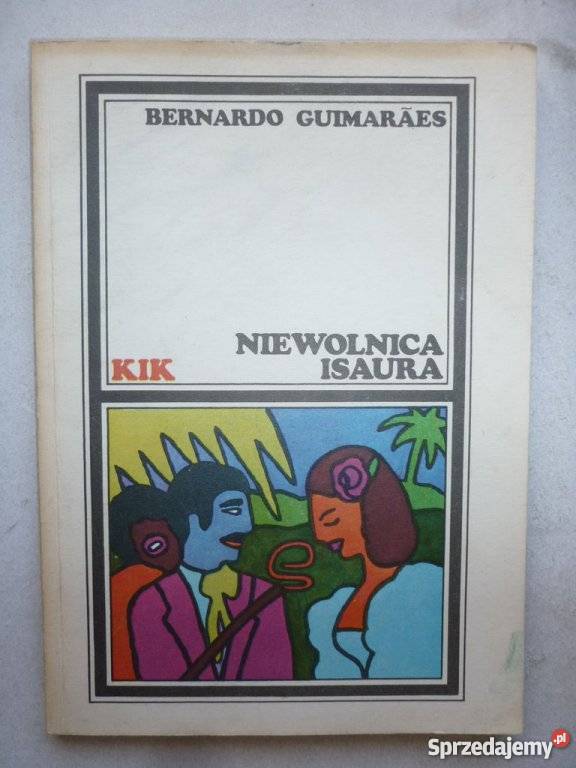 BERNARDO GUIMARÃES
NIEWOLNICA
KIK ISAURA
Sprzedajemy.pl